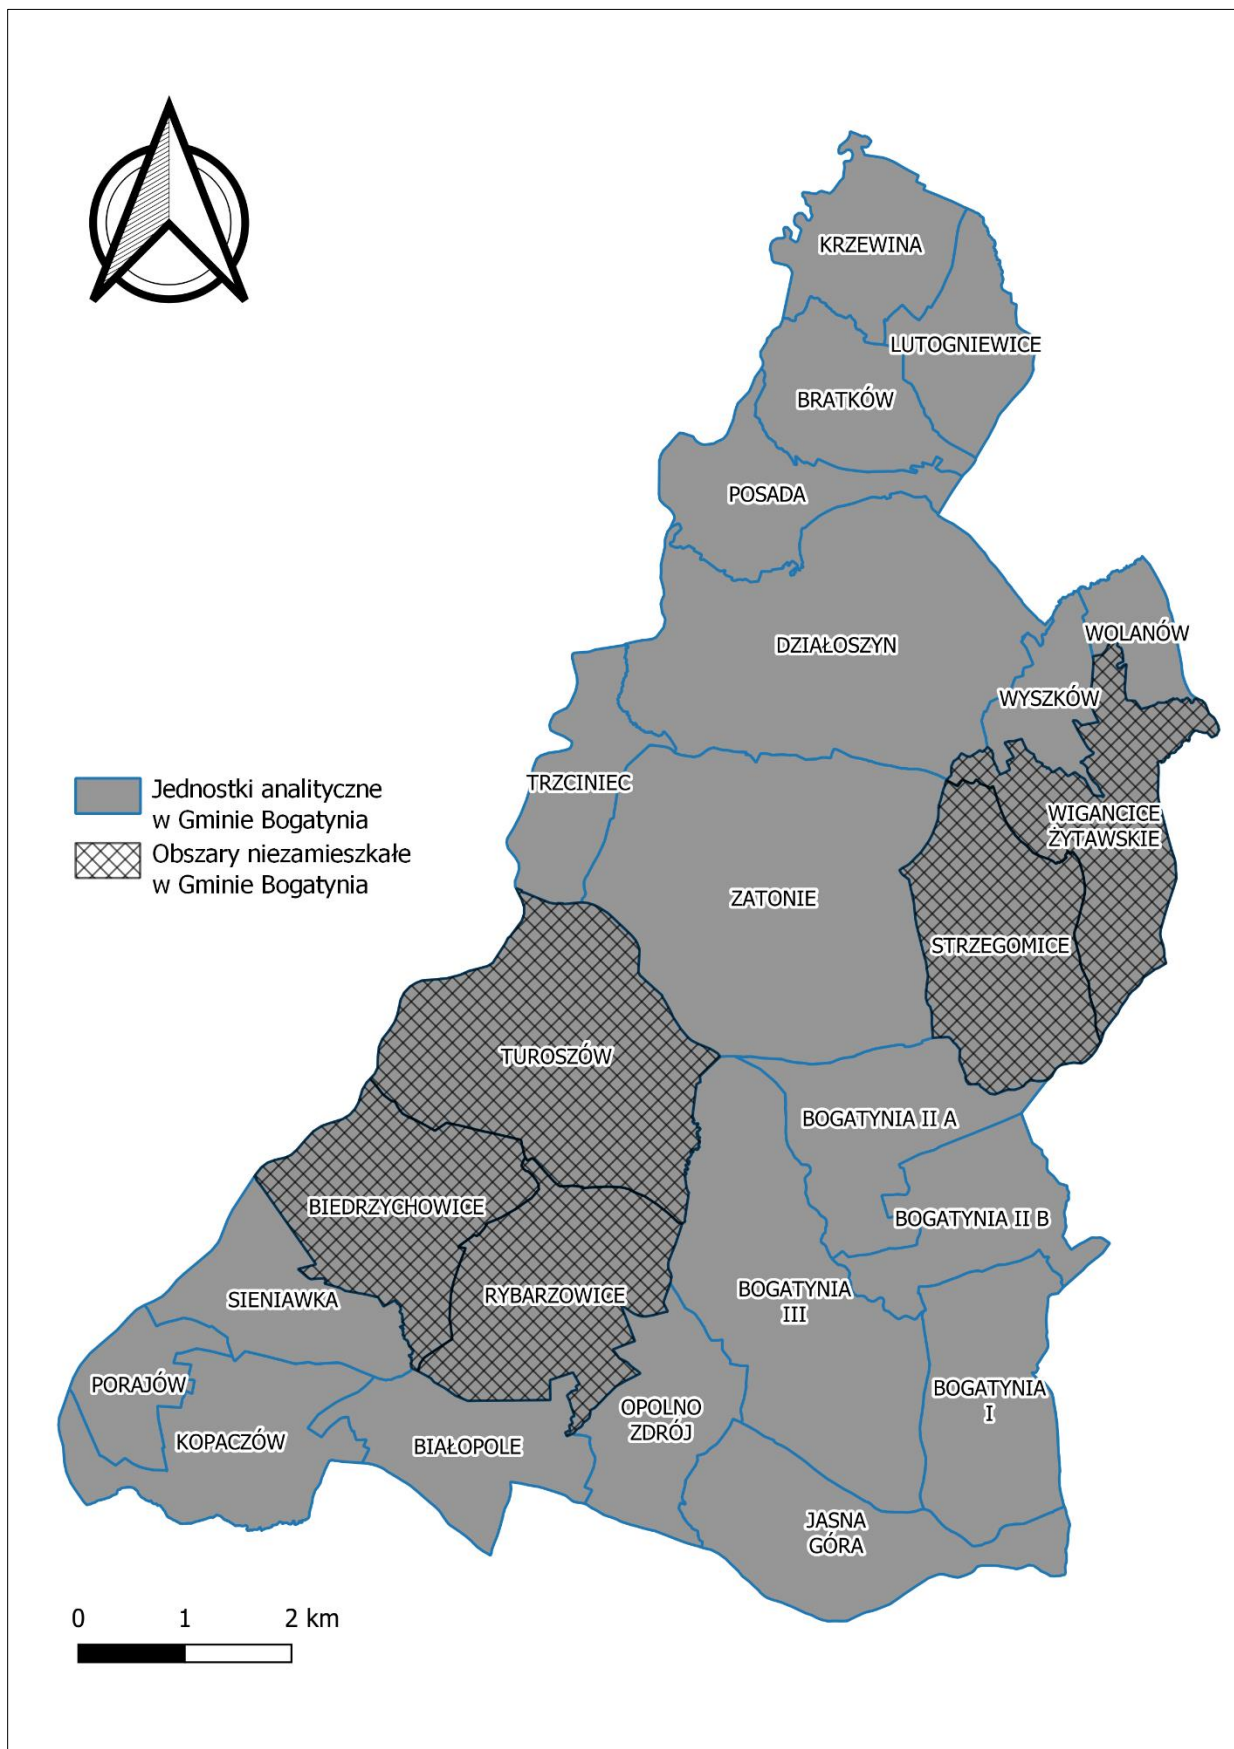 KRZEWINA
LUTOGNIEWICE
BRATKÓW
POSADA
WOLANÓW
DZIAŁOSZYN
WYSZKÓW
TRZCINIEC
Jednostki analityczne
w Gminie Bogatynia
Obszary niezamieszkałe
w Gminie Bogatynia
WIGANCICE
ŻYTAWSKIE
ZATONIE
STRZEGOMICE
TUROSZÓW
BOGATYNIA II A
BIEDRZYCHOWICE
BOGATYNIA II B
SIENIAWKA
RYBARZOWICE
BOGATYNIA
III
PORAJÓW
BOGATYNIA
I
OPOLNO
ZDRÓJ
KOPACZÓW
BIAŁOPOLE
JASNA
GÓRA
0 1 2 km